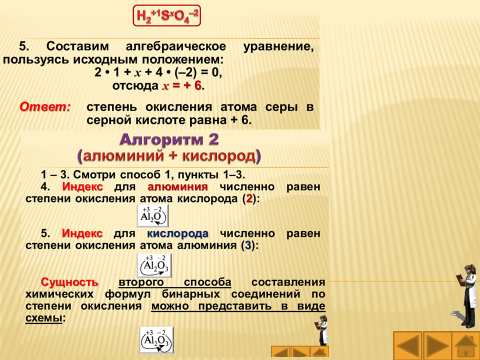 H₂⁺¹SˣO₄⁻²
5. Составим алгебраическое уравнение,
пользуясь исходным положением:
2 • 1 + x + 4 • (–2) = 0,
отсюда x = + 6.
Ответ: степень окисления атома серы в
серной кислоте равна + 6.
Алгоритм 2
(алюминий + кислород)
1 – 3. Смотри способ 1, пункты 1–3.
4. Индекс для алюминия численно равен
степени окисления атома кислорода (2):
+3 –2
Al₂O
5. Индекс для кислорода численно равен
степени окисления атома алюминия (3):
+3 –2
Al₂O₃
Сущность второго способа составления
химических формул бинарных соединений по
степени окисления можно представить в виде
схемы:
+3 –2
Al₂O₃